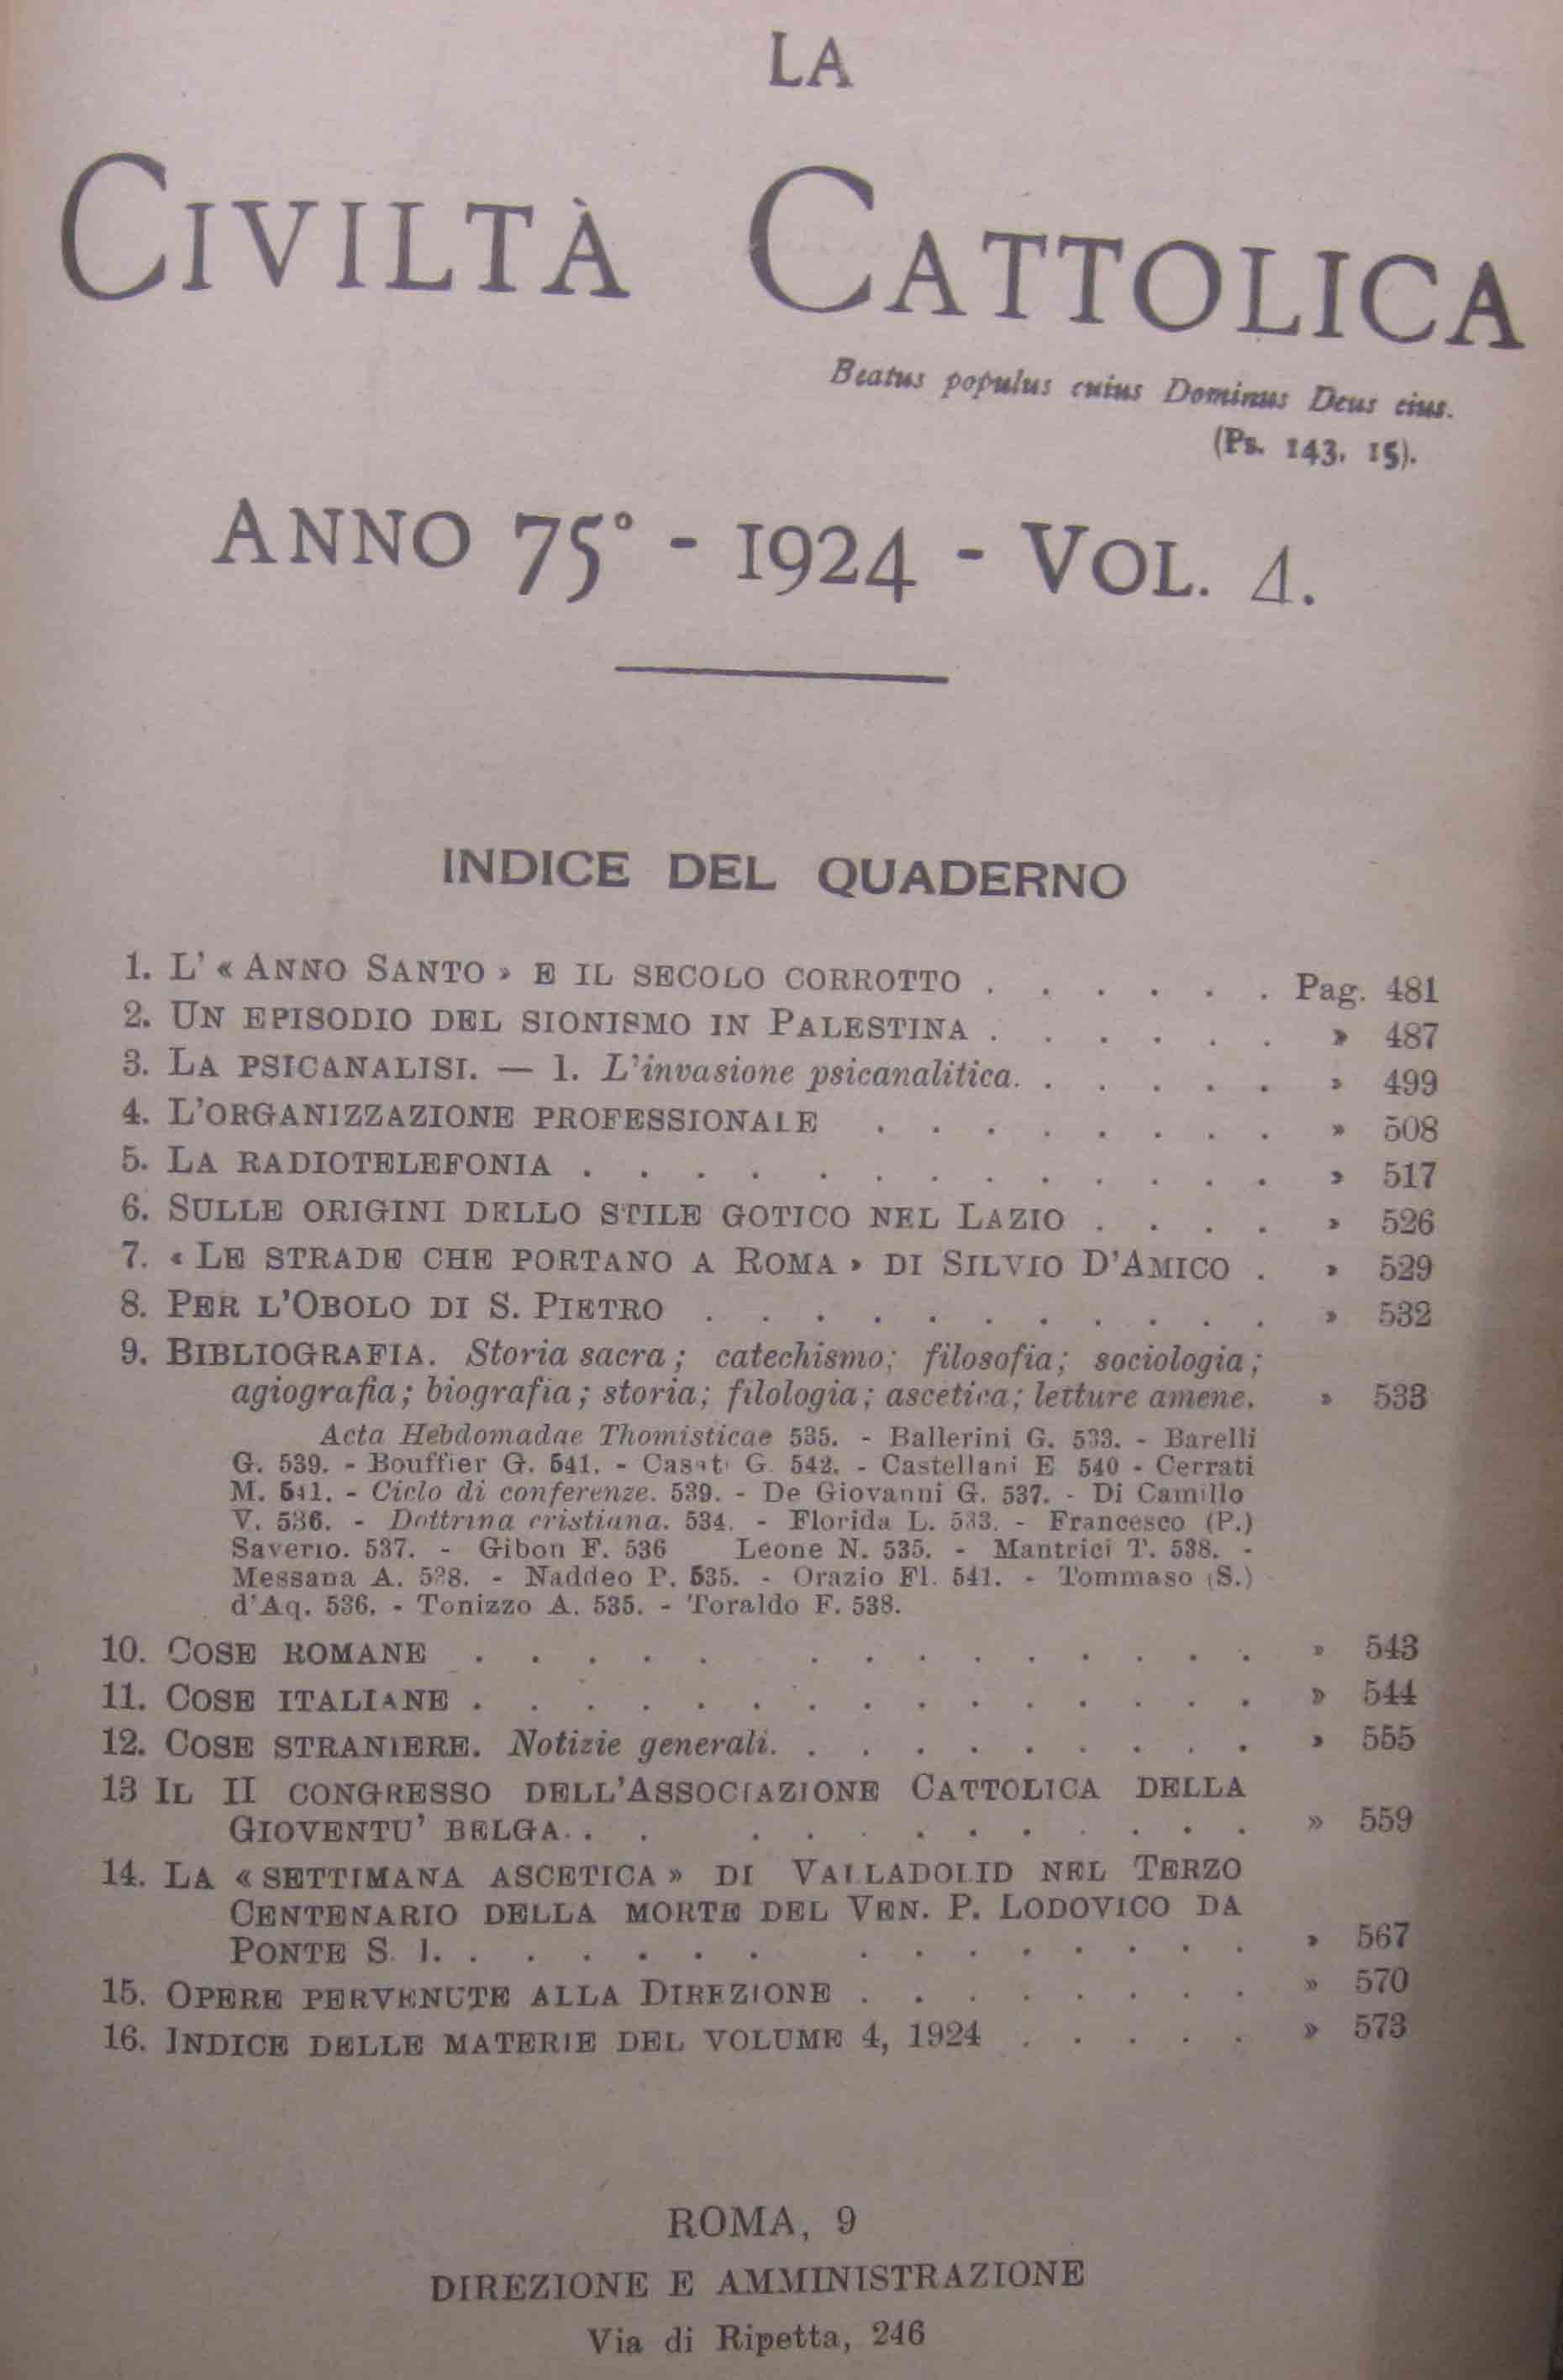 LA
CIVILTÀ CATTOLICA
Beatus populus cuius Dominus Deus eius.
(Ps. 143, 15).
ANNO 75° - 1924 - VOL. 4.
INDICE DEL QUADERNO
1. L' « ANNO SANTO » E IL SECOLO CORROTTO . . . . . . Pag. 481
2. UN EPISODIO DEL SIONISMO IN PALESTINA . . . . . . » 487
3. LA PSICANALISI. — 1. L'invasione psicanalitica. . . . . . » 499
4. L'ORGANIZZAZIONE PROFESSIONALE . . . . . . . . » 508
5. LA RADIOTELEFONIA . . . . . . . . . . . . . » 517
6. SULLE ORIGINI DELLO STILE GOTICO NEL LAZIO . . . . » 526
7. « LE STRADE CHE PORTANO A ROMA » DI SILVIO D'AMICO . » 529
8. PER L'OBOLO DI S. PIETRO . . . . . . . . . . . » 532
9. BIBLIOGRAFIA. Storia sacra; catechismo; filosofia; sociologia;
agiografia; biografia; storia; filologia; ascetica; letture amene. » 533
Acta Hebdomadae Thomisticae 535. - Ballerini G. 533. - Barelli
G. 539. - Bouffier G. 541. - Casati G. 542. - Castellani E 540 - Cerrati
M. 541. - Ciclo di conferenze. 539. - De Giovanni G. 537. - Di Camillo
V. 536. - Dottrina cristiana. 534. - Florida L. 533. - Francesco (P.)
Saverio. 537. - Gibon F. 536 Leone N. 535. - Mantrici T. 538. -
Messana A. 538. - Naddeo P. 535. - Orazio Fl. 541. - Tommaso (S.)
d'Aq. 536. - Tonizzo A. 535. - Toraldo F. 538.
10. COSE ROMANE . . . . . . . . . . . . . . » 543
11. COSE ITALIANE . . . . . . . . . . . . . . . » 544
12. COSE STRANIERE. Notizie generali. . . . . . . . . . » 555
13 IL II CONGRESSO DELL'ASSOCIAZIONE CATTOLICA DELLA
GIOVENTU' BELGA. . . . . . . . . . . . . » 559
14. LA « SETTIMANA ASCETICA » DI VALLADOLID NEL TERZO
CENTENARIO DELLA MORTE DEL VEN. P. LODOVICO DA
PONTE S. I. . . . . . . . . . . . . . . . » 567
15. OPERE PERVENUTE ALLA DIREZIONE . . . . . . . . » 570
16. INDICE DELLE MATERIE DEL VOLUME 4, 1924 . . . . . » 573
ROMA, 9
DIREZIONE E AMMINISTRAZIONE
Via di Ripetta, 246